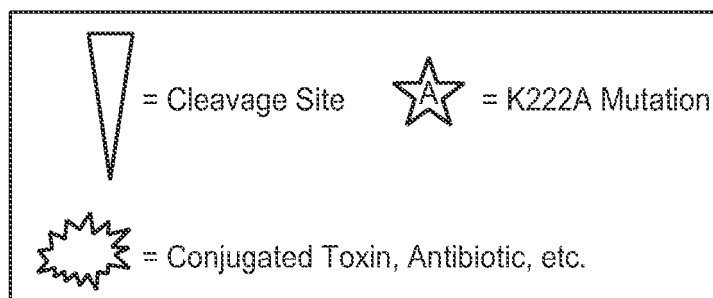 = Cleavage Site
A = K222A Mutation
= Conjugated Toxin, Antibiotic, etc.